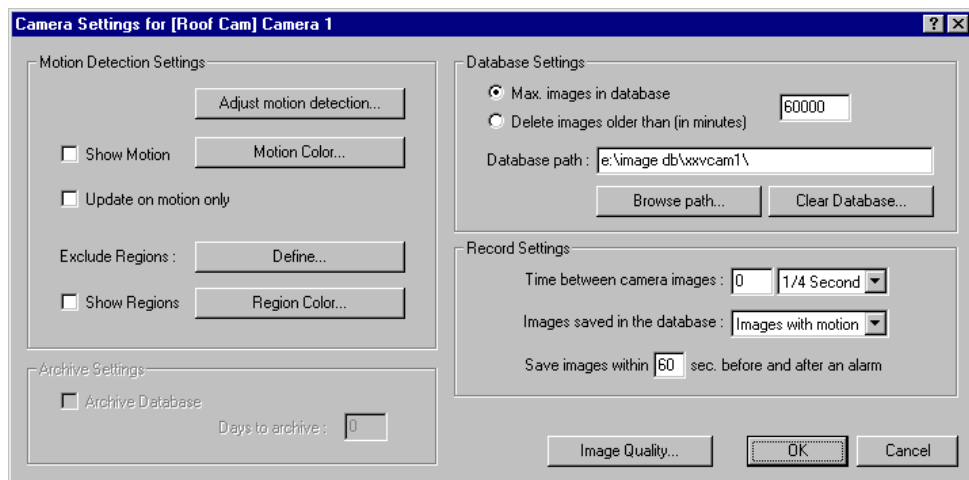 Camera Settings for [Roof Cam] Camera 1
Motion Detection Settings
Adjust motion detection...
Show Motion
Motion Color...
Update on motion only
Exclude Regions :
Define...
Show Regions
Region Color...
Archive Settings
Archive Database
Days to archive : 0
Database Settings
Max. images in database
60000
Delete images older than (in minutes)
Database path : e:\image db\xxvcam1\
Browse path...
Clear Database...
Record Settings
Time between camera images : 0 1/4 Second
Images saved in the database : Images with motion
Save images within 60 sec. before and after an alarm
Image Quality...
OK
Cancel